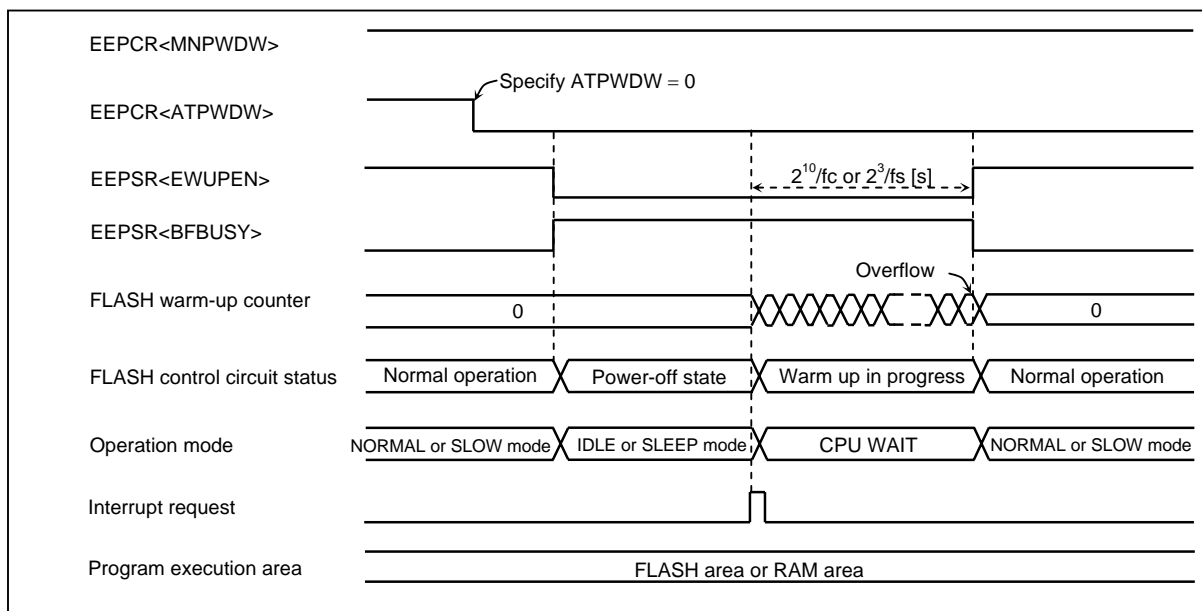 EEPCR<MNPWDW>
Specify ATPWDW = 0
EEPCR<ATPWDW>
EEPSR<EWUPEN>
2^10/fc or 2^3/fs [s]
EEPSR<BFBUSY>
Overflow
FLASH warm-up counter
0
0
FLASH control circuit status
Normal operation
Power-off state
Warm up in progress
Normal operation
Operation mode
NORMAL or SLOW mode
IDLE or SLEEP mode
CPU WAIT
NORMAL or SLOW mode
Interrupt request
Program execution area
FLASH area or RAM area